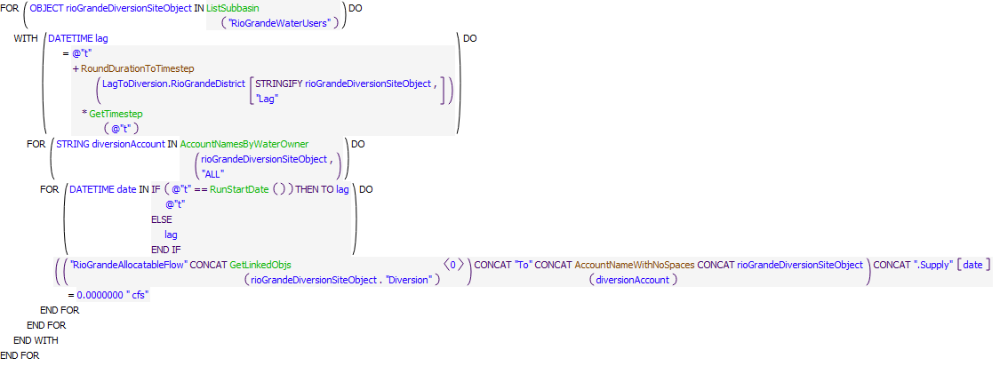 FOR ( OBJECT rioGrandeDiversionSiteObject IN ListSubbasin ) DO
( "RioGrandeWaterUsers" )
WITH ( DATETIME lag ) DO
= @"t"
+ RoundDurationToTimestep
( LagToDiversion.RioGrandeDistrict [ STRINGIFY rioGrandeDiversionSiteObject , ] )
"Lag"
* GetTimestep
( @"t" )
FOR ( STRING diversionAccount IN AccountNamesByWaterOwner ) DO
( rioGrandeDiversionSiteObject ,
"ALL" )
FOR ( DATETIME date IN IF ( @"t" == RunStartDate ( ) ) THEN TO lag ) DO
@"t"
ELSE
lag
END IF
( ( "RioGrandeAllocatableFlow" CONCAT GetLinkedObjs 〈0 〉 ) CONCAT "To" CONCAT AccountNameWithNoSpaces CONCAT rioGrandeDiversionSiteObject ) CONCAT ".Supply" [ date ]
( rioGrandeDiversionSiteObject . "Diversion" ) ( diversionAccount )
= 0.0000000 " cfs"
END FOR
END FOR
END WITH
END FOR